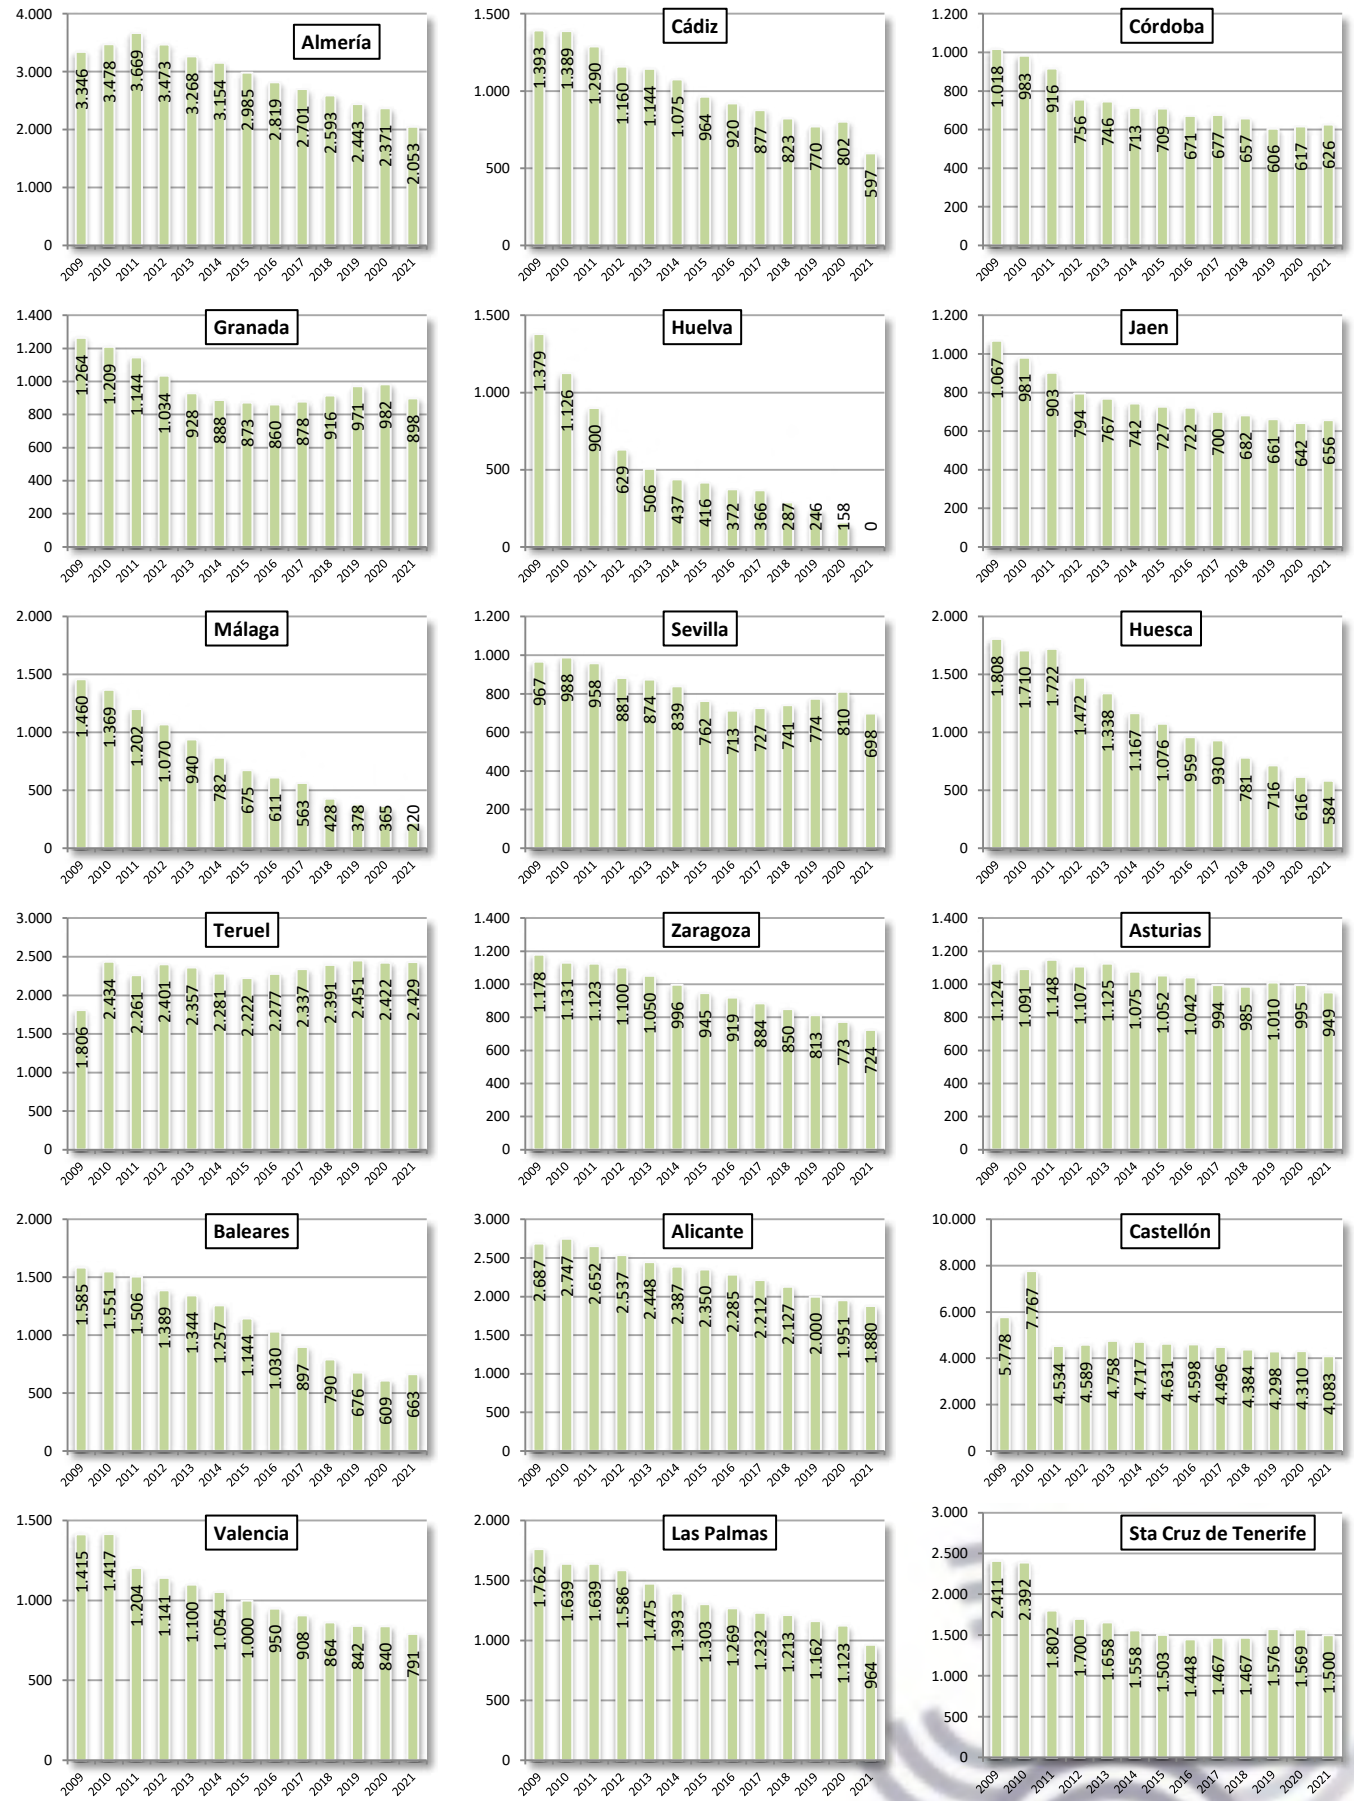 Almería
4.000
3.000
2.000
1.000
0
3.346 3.478 3.669 3.473 3.268 3.154 2.985 2.819 2.701 2.593 2.443 2.371 2.053
2009 2010 2011 2012 2013 2014 2015 2016 2017 2018 2019 2020 2021
Cádiz
1.500
1.000
500
0
1.393 1.389 1.290 1.160 1.144 1.075 964 920 877 823 770 802 597
2009 2010 2011 2012 2013 2014 2015 2016 2017 2018 2019 2020 2021
Córdoba
1.200
1.000
800
600
400
200
0
1.018 983 916 756 746 713 709 671 677 657 606 617 626
2009 2010 2011 2012 2013 2014 2015 2016 2017 2018 2019 2020 2021
Granada
1.400
1.200
1.000
800
600
400
200
0
1.264 1.209 1.144 1.034 928 888 873 860 878 916 971 982 898
2009 2010 2011 2012 2013 2014 2015 2016 2017 2018 2019 2020 2021
Huelva
1.500
1.000
500
0
1.379 1.126 900 629 506 437 416 372 366 287 246 158 0
2009 2010 2011 2012 2013 2014 2015 2016 2017 2018 2019 2020 2021
Jaen
1.200
1.000
800
600
400
200
0
1.067 981 903 794 767 742 727 722 700 682 661 642 656
2009 2010 2011 2012 2013 2014 2015 2016 2017 2018 2019 2020 2021
Málaga
2.000
1.500
1.000
500
0
1.460 1.369 1.202 1.070 940 782 675 611 563 428 378 365 220
2009 2010 2011 2012 2013 2014 2015 2016 2017 2018 2019 2020 2021
Sevilla
1.200
1.000
800
600
400
200
0
967 988 958 881 874 839 762 713 727 741 774 810 698
2009 2010 2011 2012 2013 2014 2015 2016 2017 2018 2019 2020 2021
Huesca
2.000
1.500
1.000
500
0
1.808 1.710 1.722 1.472 1.338 1.167 1.076 959 930 781 716 616 584
2009 2010 2011 2012 2013 2014 2015 2016 2017 2018 2019 2020 2021
Teruel
3.000
2.500
2.000
1.500
1.000
500
0
1.806 2.434 2.261 2.401 2.357 2.281 2.222 2.277 2.337 2.391 2.451 2.422 2.429
2009 2010 2011 2012 2013 2014 2015 2016 2017 2018 2019 2020 2021
Zaragoza
1.400
1.200
1.000
800
600
400
200
0
1.178 1.131 1.123 1.100 1.050 996 945 919 884 850 813 773 724
2009 2010 2011 2012 2013 2014 2015 2016 2017 2018 2019 2020 2021
Asturias
1.400
1.200
1.000
800
600
400
200
0
1.124 1.091 1.148 1.107 1.125 1.075 1.052 1.042 994 985 1.010 995 949
2009 2010 2011 2012 2013 2014 2015 2016 2017 2018 2019 2020 2021
Baleares
2.000
1.500
1.000
500
0
1.585 1.551 1.506 1.389 1.344 1.257 1.144 1.030 897 790 676 609 663
2009 2010 2011 2012 2013 2014 2015 2016 2017 2018 2019 2020 2021
Alicante
3.000
2.500
2.000
1.500
1.000
500
0
2.687 2.747 2.652 2.537 2.448 2.387 2.350 2.285 2.212 2.127 2.000 1.951 1.880
2009 2010 2011 2012 2013 2014 2015 2016 2017 2018 2019 2020 2021
Castellón
10.000
8.000
6.000
4.000
2.000
0
5.778 7.767 4.534 4.589 4.758 4.717 4.631 4.598 4.496 4.384 4.298 4.310 4.083
2009 2010 2011 2012 2013 2014 2015 2016 2017 2018 2019 2020 2021
Valencia
1.500
1.000
500
0
1.415 1.417 1.204 1.141 1.100 1.054 1.000 950 908 864 842 840 791
2009 2010 2011 2012 2013 2014 2015 2016 2017 2018 2019 2020 2021
Las Palmas
2.000
1.500
1.000
500
0
1.762 1.639 1.639 1.586 1.475 1.393 1.303 1.269 1.232 1.213 1.162 1.123 964
2009 2010 2011 2012 2013 2014 2015 2016 2017 2018 2019 2020 2021
Sta Cruz de Tenerife
3.000
2.500
2.000
1.500
1.000
500
0
2.411 2.392 1.802 1.700 1.658 1.558 1.503 1.448 1.467 1.467 1.576 1.569 1.500
2009 2010 2011 2012 2013 2014 2015 2016 2017 2018 2019 2020 2021